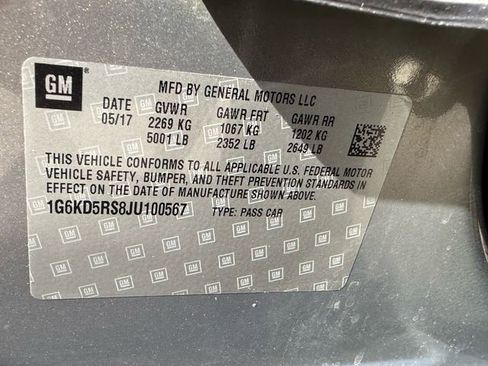 GM
MFD BY GENERAL MOTORS LLC
DATE GVWR GAWR FRT GAWR RR
05/17 2269 KG 1067 KG 1202 KG
5001 LB 2352 LB 2649 LB
THIS VEHICLE CONFORMS TO ALL APPLICABLE U.S. FEDERAL MOTOR
VEHICLE SAFETY, BUMPER, AND THEFT PREVENTION STANDARDS IN
EFFECT ON THE DATE OF MANUFACTURE SHOWN ABOVE.
1G6KD5RS8JU100567 TYPE: PASS CAR